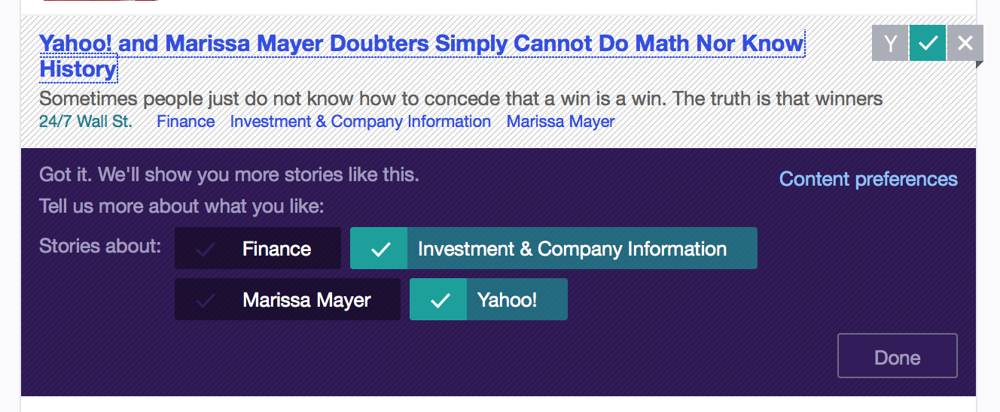 Yahoo! and Marissa Mayer Doubters Simply Cannot Do Math Nor Know
History
Y
Sometimes people just do not know how to concede that a win is a win. The truth is that winners
24/7 Wall St. Finance Investment & Company Information Marissa Mayer
Got it. We'll show you more stories like this.
Content preferences
Tell us more about what you like:
Stories about: Finance Investment & Company Information
Marissa Mayer Yahoo!
Done